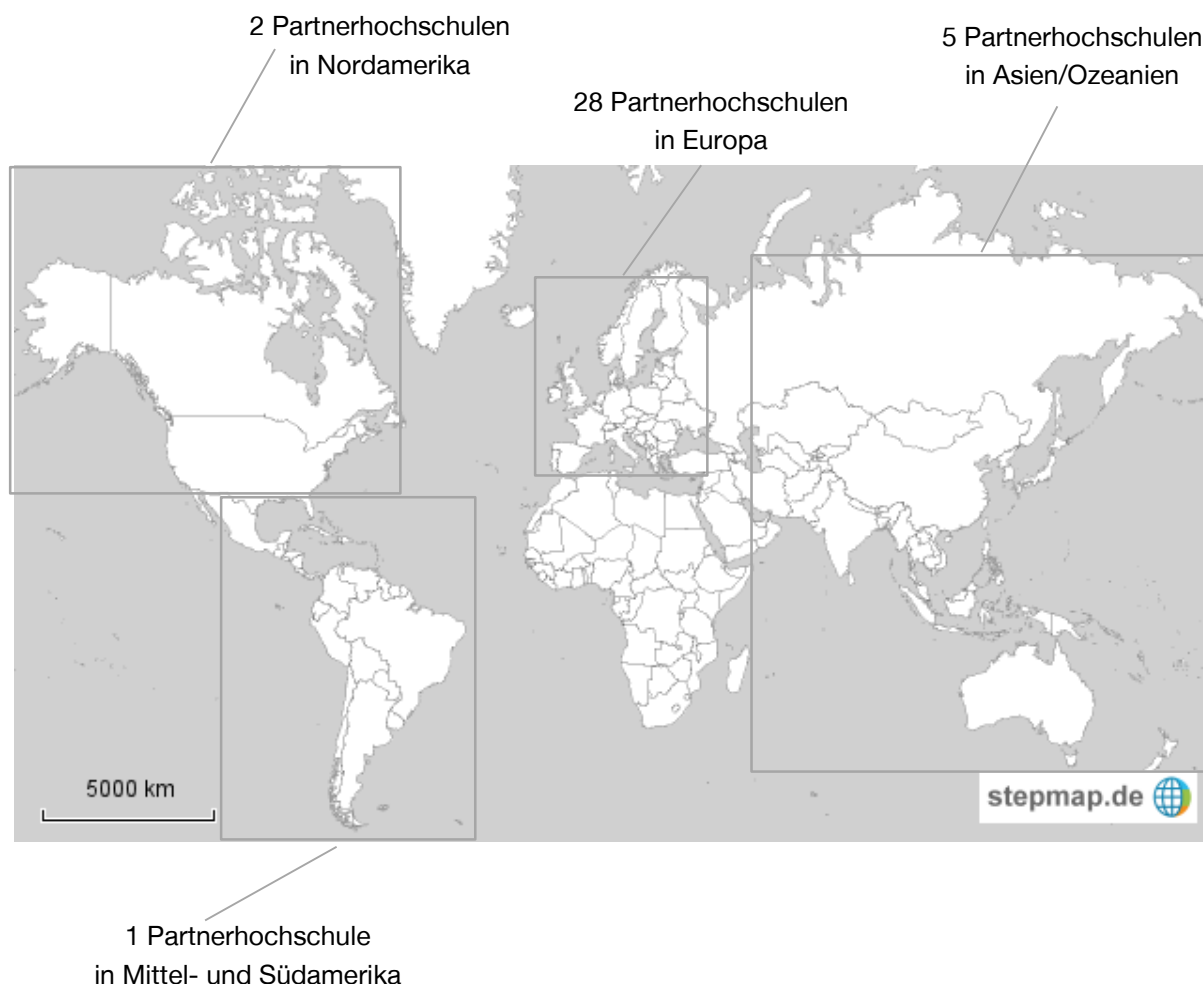 2 Partnerhochschulen
in Nordamerika
5 Partnerhochschulen
in Asien/Ozeanien
28 Partnerhochschulen
in Europa
5000 km
stepmap.de
1 Partnerhochschule
in Mittel- und Südamerika